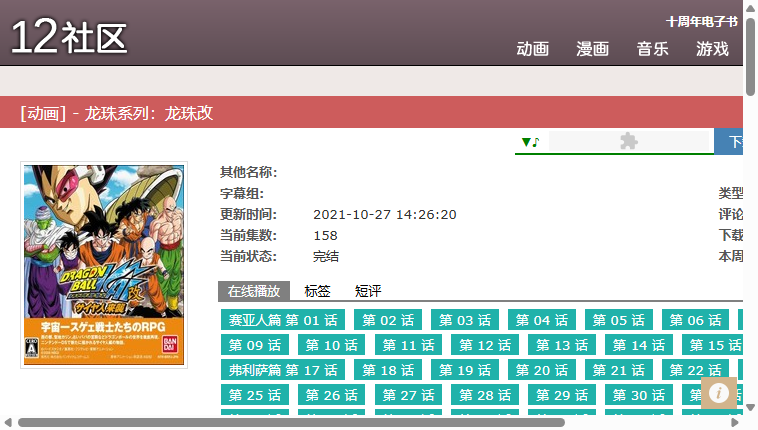 十周年电子书
12社区
动画 漫画 音乐 游戏
[动画] - 龙珠系列：龙珠改
▼♪
其他名称:
字幕组: 类型
更新时间: 2021-10-27 14:26:20 评论
当前集数: 158 下载
当前状态: 完结 本周
在线播放 标签 短评
赛亚人篇 第 01 话 第 02 话 第 03 话 第 04 话 第 05 话 第 06 话
第 09 话 第 10 话 第 11 话 第 12 话 第 13 话 第 14 话 第 15 话
弗利萨篇 第 17 话 第 18 话 第 19 话 第 20 话 第 21 话 第 22 话
第 25 话 第 26 话 第 27 话 第 28 话 第 29 话 第 30 话
DRAGON BALL 改
サイヤ人来襲
宇宙一スゲェ戦士たちのRPG
CERO A
BAN DAI